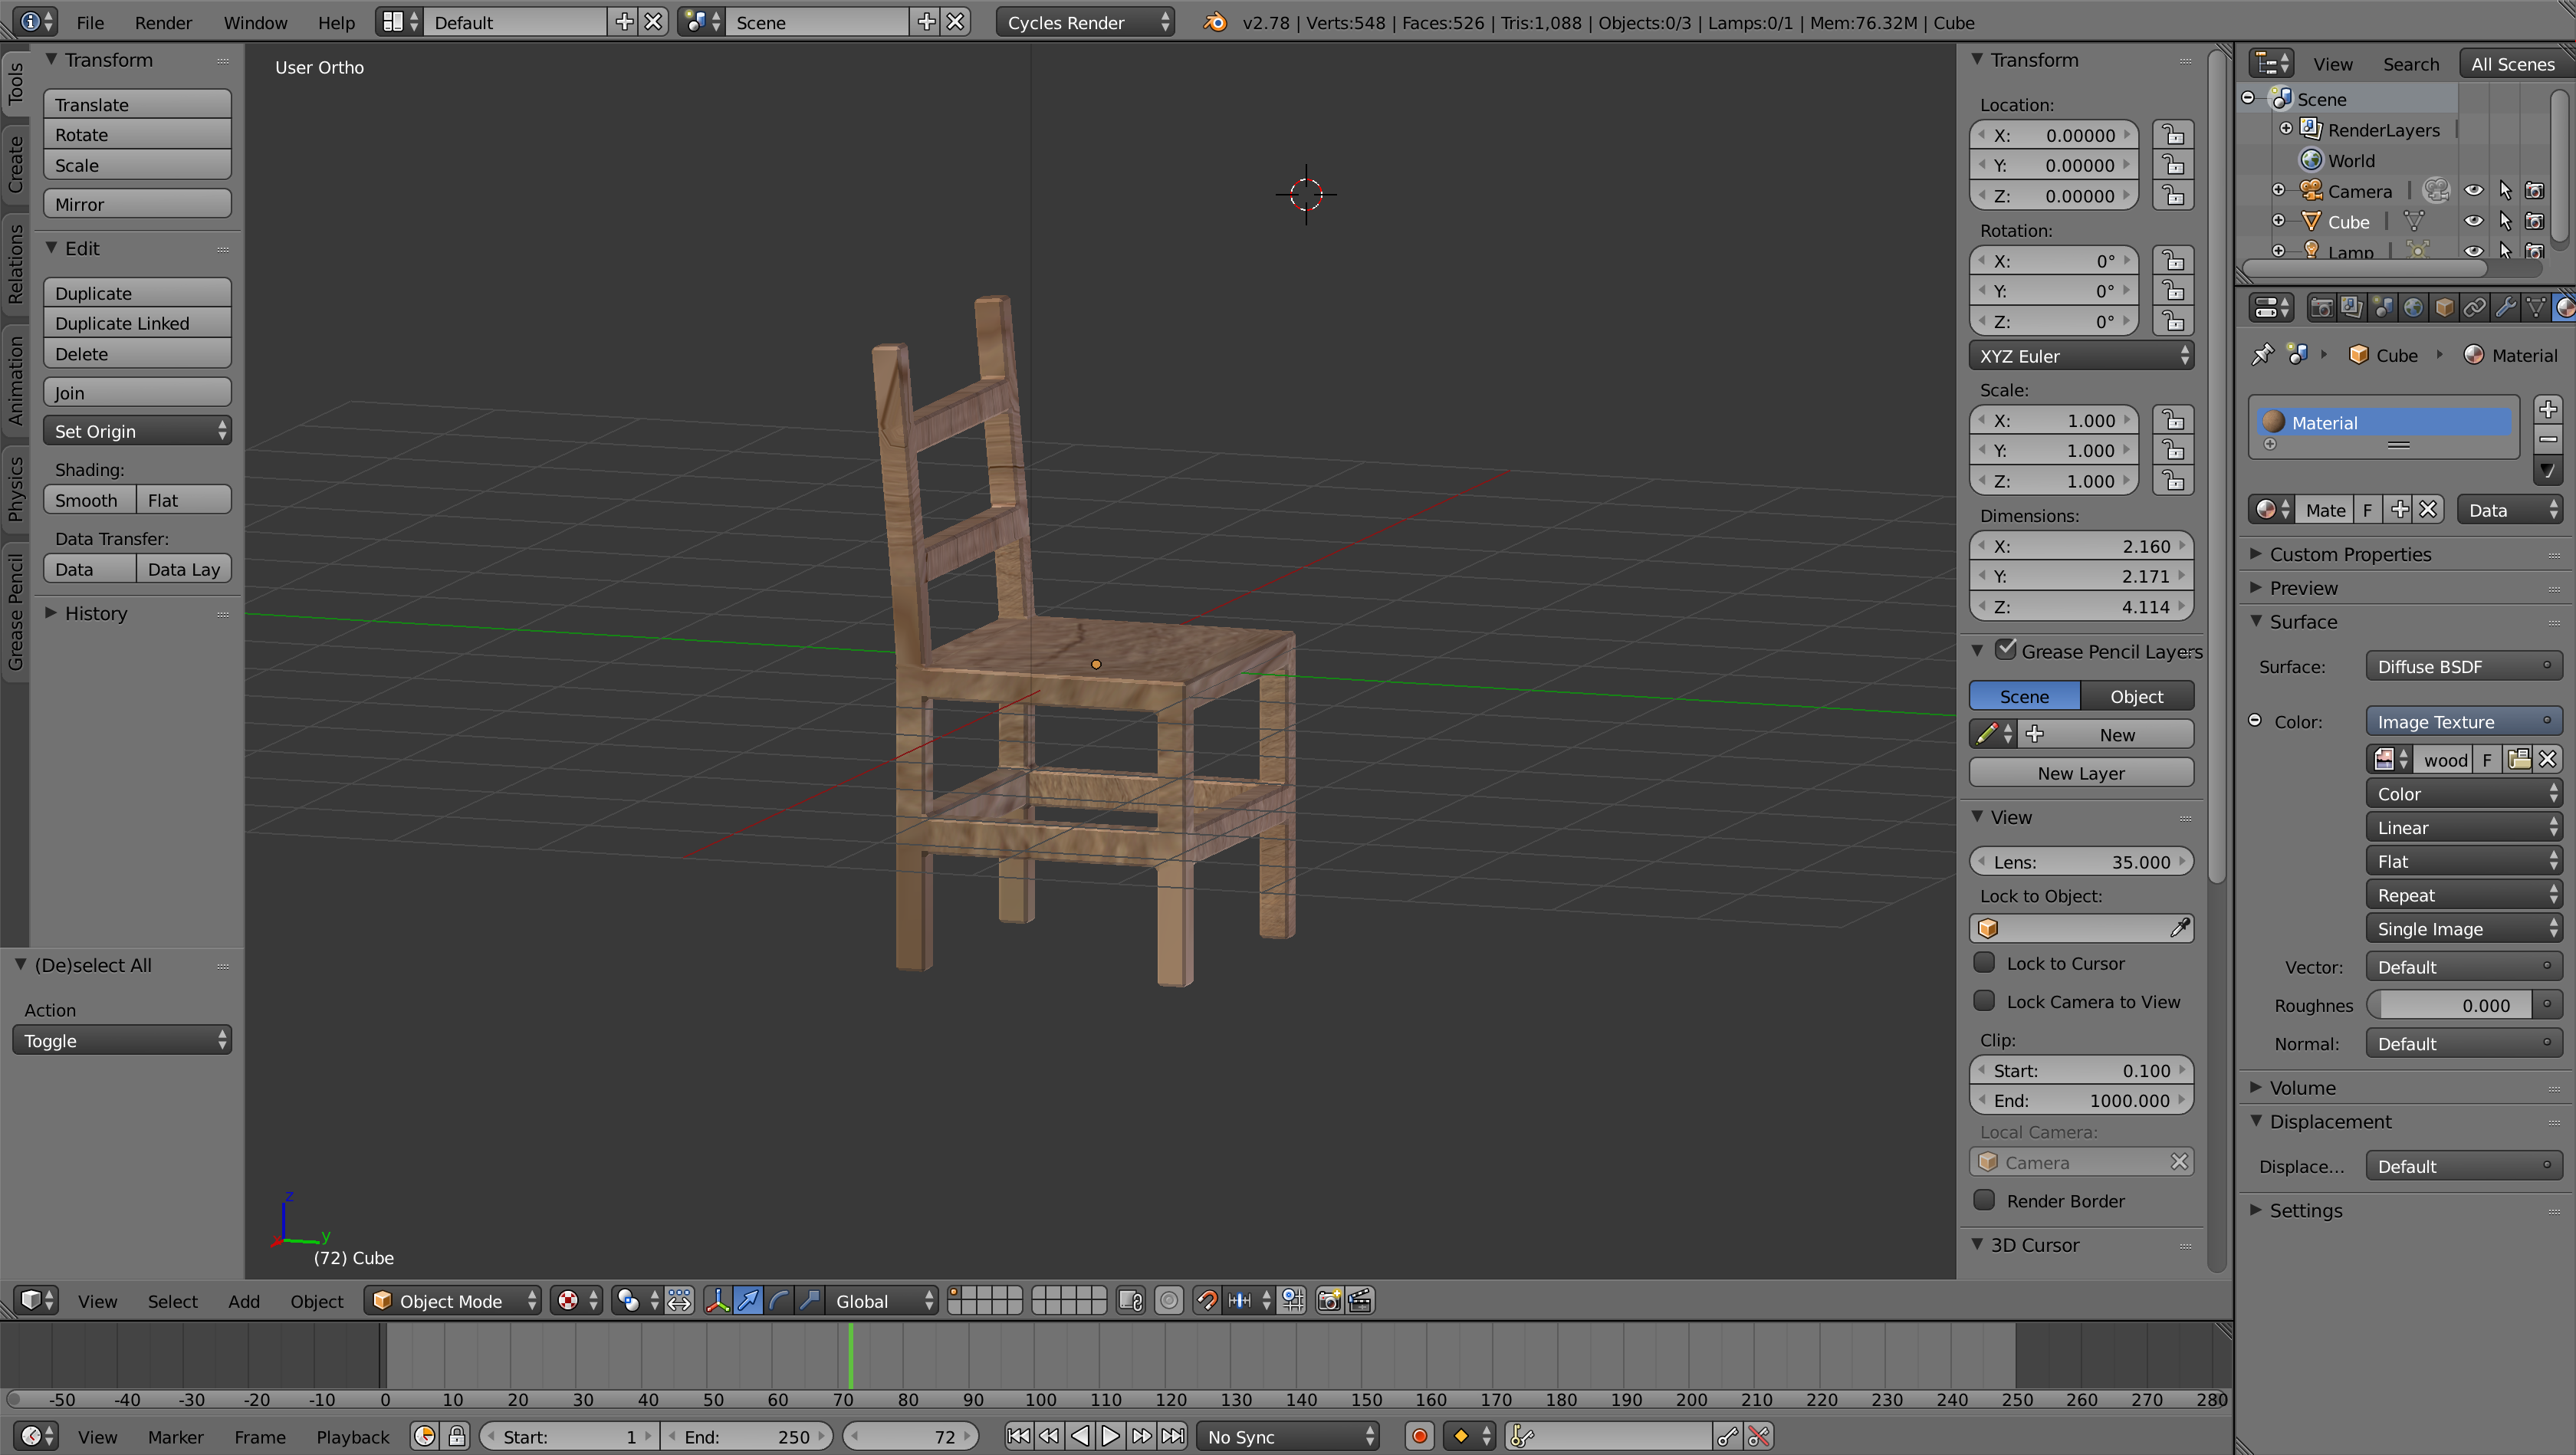 File Render Window Help Default Scene Cycles Render v2.78 | Verts:548 | Faces:526 | Tris:1,088 | Objects:0/3 | Lamps:0/1 | Mem:76.32M | Cube
Tools
Create
Relations
Animation
Physics
Grease Pencil
Transform
Translate
Rotate
Scale
Mirror
Edit
Duplicate
Duplicate Linked
Delete
Join
Set Origin
Shading:
Smooth Flat
Data Transfer:
Data Data Lay
History
(De)select All
Action
Toggle
User Ortho
z
y
x
(72) Cube
Transform
Location:
X: 0.00000
Y: 0.00000
Z: 0.00000
Rotation:
X: 0°
Y: 0°
Z: 0°
XYZ Euler
Scale:
X: 1.000
Y: 1.000
Z: 1.000
Dimensions:
X: 2.160
Y: 2.171
Z: 4.114
Grease Pencil Layers
Scene Object
New
New Layer
View
Lens: 35.000
Lock to Object:
Lock to Cursor
Lock Camera to View
Clip:
Start: 0.100
End: 1000.000
Local Camera:
Camera
Render Border
3D Cursor
View Search All Scenes
Scene
RenderLayers
World
Camera
Cube
Lamp
Cube Material
Material
Mate F Data
Custom Properties
Preview
Surface
Surface: Diffuse BSDF
Color: Image Texture
wood F
Color
Linear
Flat
Repeat
Single Image
Vector: Default
Roughnes 0.000
Normal: Default
Volume
Displacement
Displace... Default
Settings
View Select Add Object Object Mode Global
-50 -40 -30 -20 -10 0 10 20 30 40 50 60 70 80 90 100 110 120 130 140 150 160 170 180 190 200 210 220 230 240 250 260 270 280
View Marker Frame Playback Start: 1 End: 250 72 No Sync